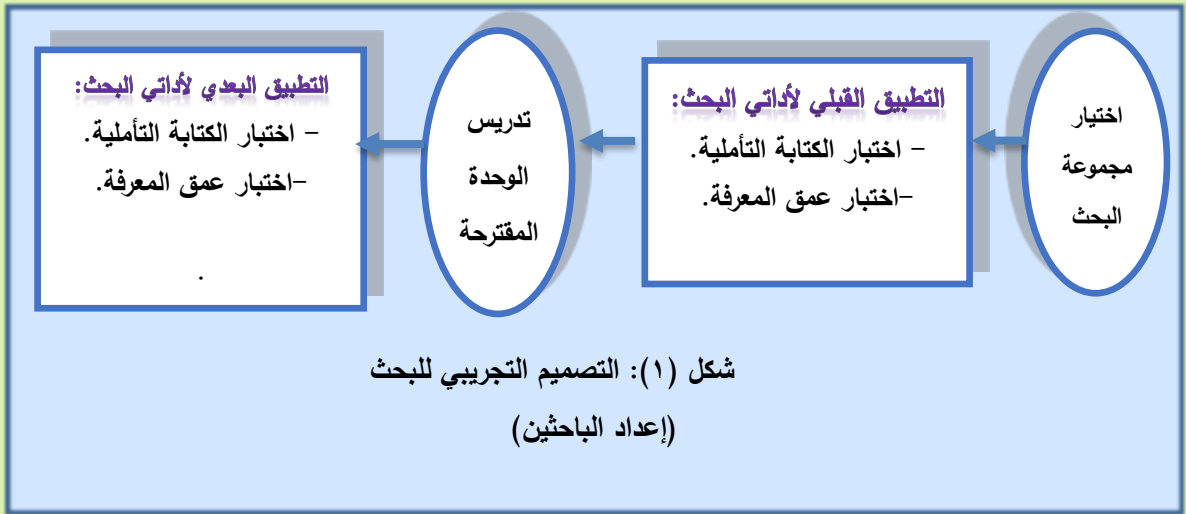 اختيار
مجموعة
البحث
التطبيق القبلي لأداتي البحث:
- اختبار الكتابة التأملية.
-اختبار عمق المعرفة.
تدريس
الوحدة
المقترحة
التطبيق البعدي لأداتي البحث:
- اختبار الكتابة التأملية.
-اختبار عمق المعرفة.
.
شكل (١): التصميم التجريبي للبحث
(إعداد الباحثين)